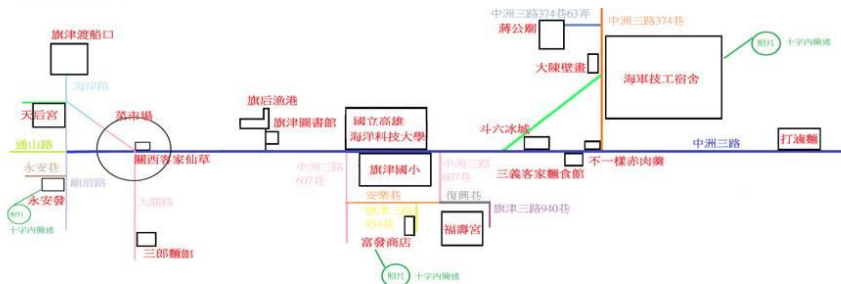 中洲三路374巷63弄
中洲三路374巷
蔣公廟
照片
十字內簡述
旗津渡船口
大陳壁畫
海軍技工宿舍
海岸路
旗后漁港
天后宮
菜市場
旗津圖書館
國立高雄
海洋科技大學
斗六冰城
打滷麵
通山路
關西客家仙草
中洲三路
中洲三路
607巷
旗津國小
中洲三路
607巷
三義客家麵食館
不一樣赤肉羹
永安巷
廟前路
永安發
大關路
安樂巷
復興巷
照片
十字內簡述
旗津三路
951巷
旗津三路940巷
福壽宮
三郎麵館
富發商店
照片
十字內簡述